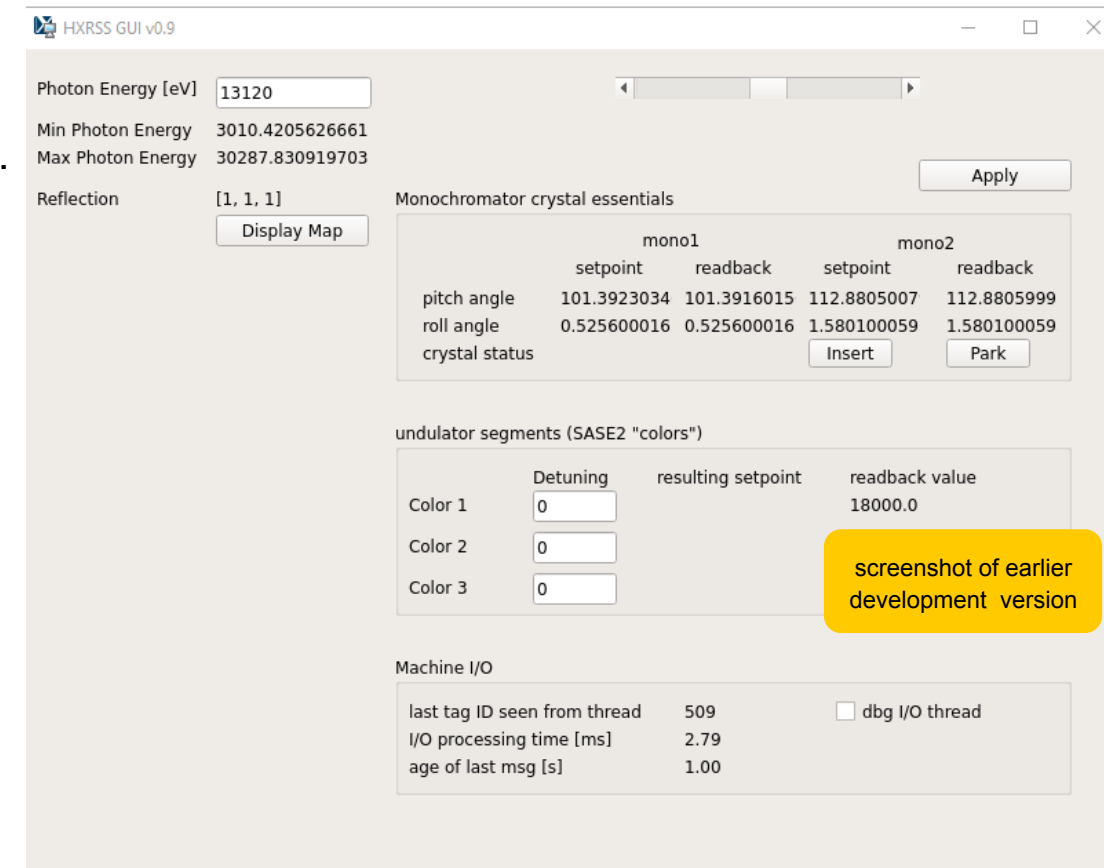 HXRSS GUI v0.9
Photon Energy [eV] 13120
Min Photon Energy 3010.4205626661
Max Photon Energy 30287.830919703
.
Apply
Reflection [1, 1, 1]
Display Map
Monochromator crystal essentials
mono1 mono2
setpoint readback setpoint readback
pitch angle 101.3923034 101.3916015 112.8805007 112.8805999
roll angle 0.525600016 0.525600016 1.580100059 1.580100059
crystal status Insert Park
undulator segments (SASE2 "colors")
Detuning resulting setpoint readback value
Color 1 0 18000.0
Color 2 0
Color 3 0
screenshot of earlier
development version
Machine I/O
last tag ID seen from thread 509 dbg I/O thread
I/O processing time [ms] 2.79
age of last msg [s] 1.00